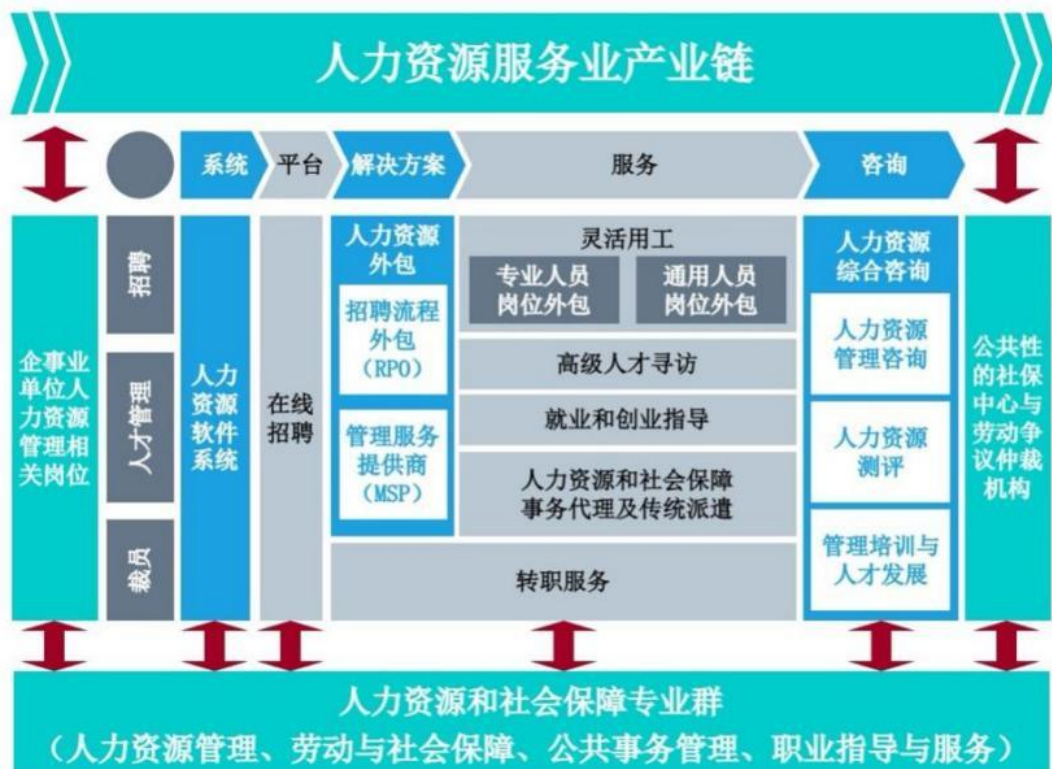 人力资源服务业产业链
系统
平台
解决方案
服务
咨询
企事业
单位人
力资源
管理相
关岗位
招聘
人才管理
裁员
人力
资源
软件
系统
在线
招聘
人力资源
外包
招聘流程
外包
(RPO)
管理服务
提供商
(MSP)
灵活用工
专业人员
岗位外包
通用人员
岗位外包
高级人才寻访
就业和创业指导
人力资源和社会保障
事务代理及传统派遣
转职服务
人力资源
综合咨询
人力资源
管理咨询
人力资源
测评
管理培训与
人才发展
公共性
的社保
中心与
劳动争
议仲裁
机构
人力资源和社会保障专业群
（人力资源管理、劳动与社会保障、公共事务管理、职业指导与服务）